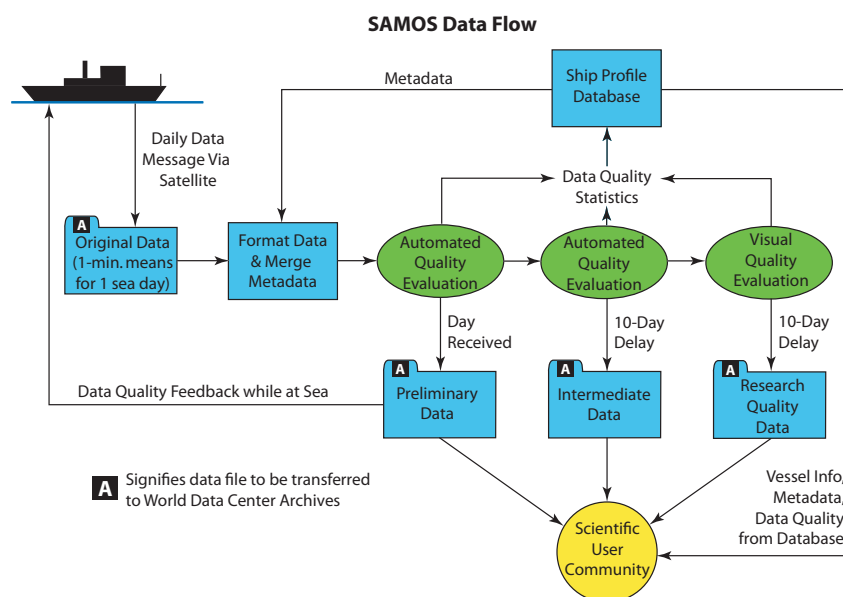 SAMOS Data Flow
Metadata
Ship Profile
Database
Daily Data
Message Via
Satellite
Data Quality
Statistics
A
Original Data
(1-min. means
for 1 sea day)
Format Data
& Merge
Metadata
Automated
Quality
Evaluation
Automated
Quality
Evaluation
Visual
Quality
Evaluation
Day
Received
10-Day
Delay
10-Day
Delay
Data Quality Feedback while at Sea
A
Preliminary
Data
A
Intermediate
Data
A
Research
Quality
Data
A Signifies data file to be transferred
to World Data Center Archives
Scientific
User
Community
Vessel Info,
Metadata,
Data Quality
from Database